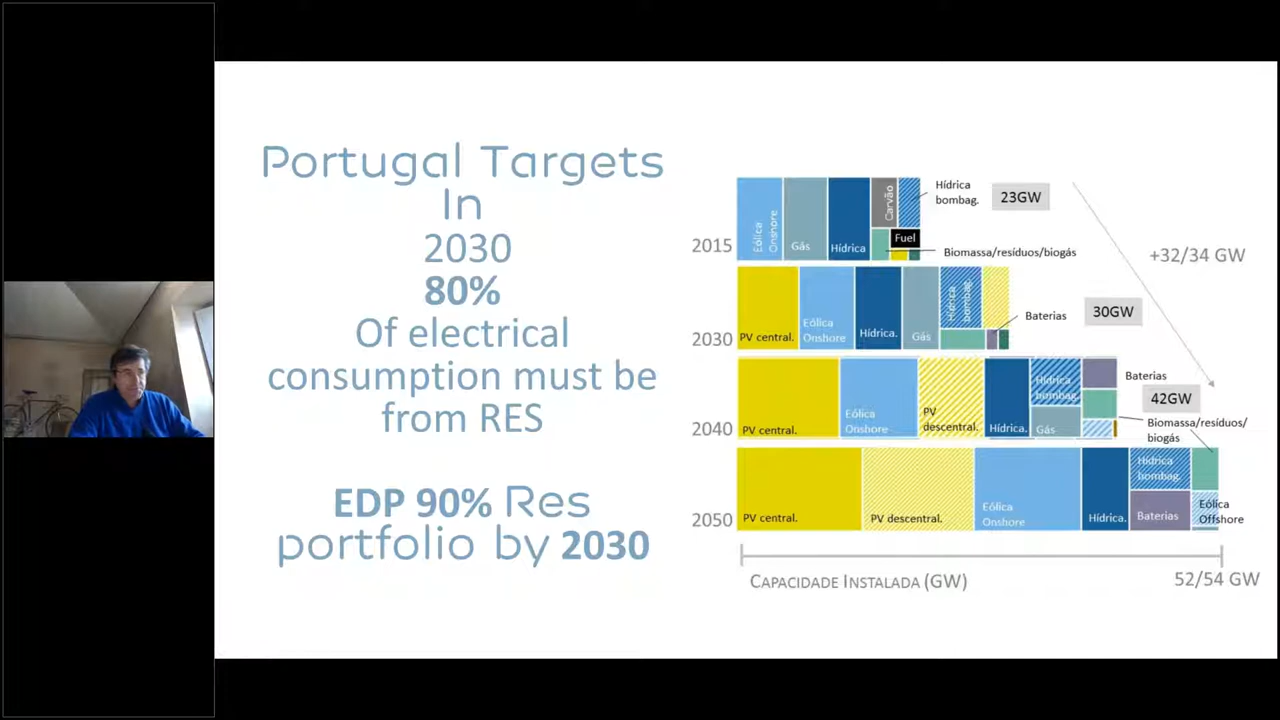 Portugal Targets
In
2030
80%
Of electrical
consumption must be
from RES
EDP 90% Res
portfolio by 2030
2015
Eólica
Onshore
Gás
Hídrica
Carvão
Fuel
Hídrica
bombag.
23GW
Biomassa/resíduos/biogás
+32/34 GW
2030
PV central.
Eólica
Onshore
Hídrica.
Gás
Hídrica
bombag.
Baterias
30GW
2040
PV central.
Eólica
Onshore
PV
descentral.
Hídrica.
Hídrica
bombag.
Gás
Baterias
42GW
Biomassa/resíduos/
biogás
2050
PV central.
PV descentral.
Eólica
Onshore
Hídrica.
Hídrica
bombag.
Baterias
Eólica
Offshore
CAPACIDADE INSTALADA (GW)
52/54 GW